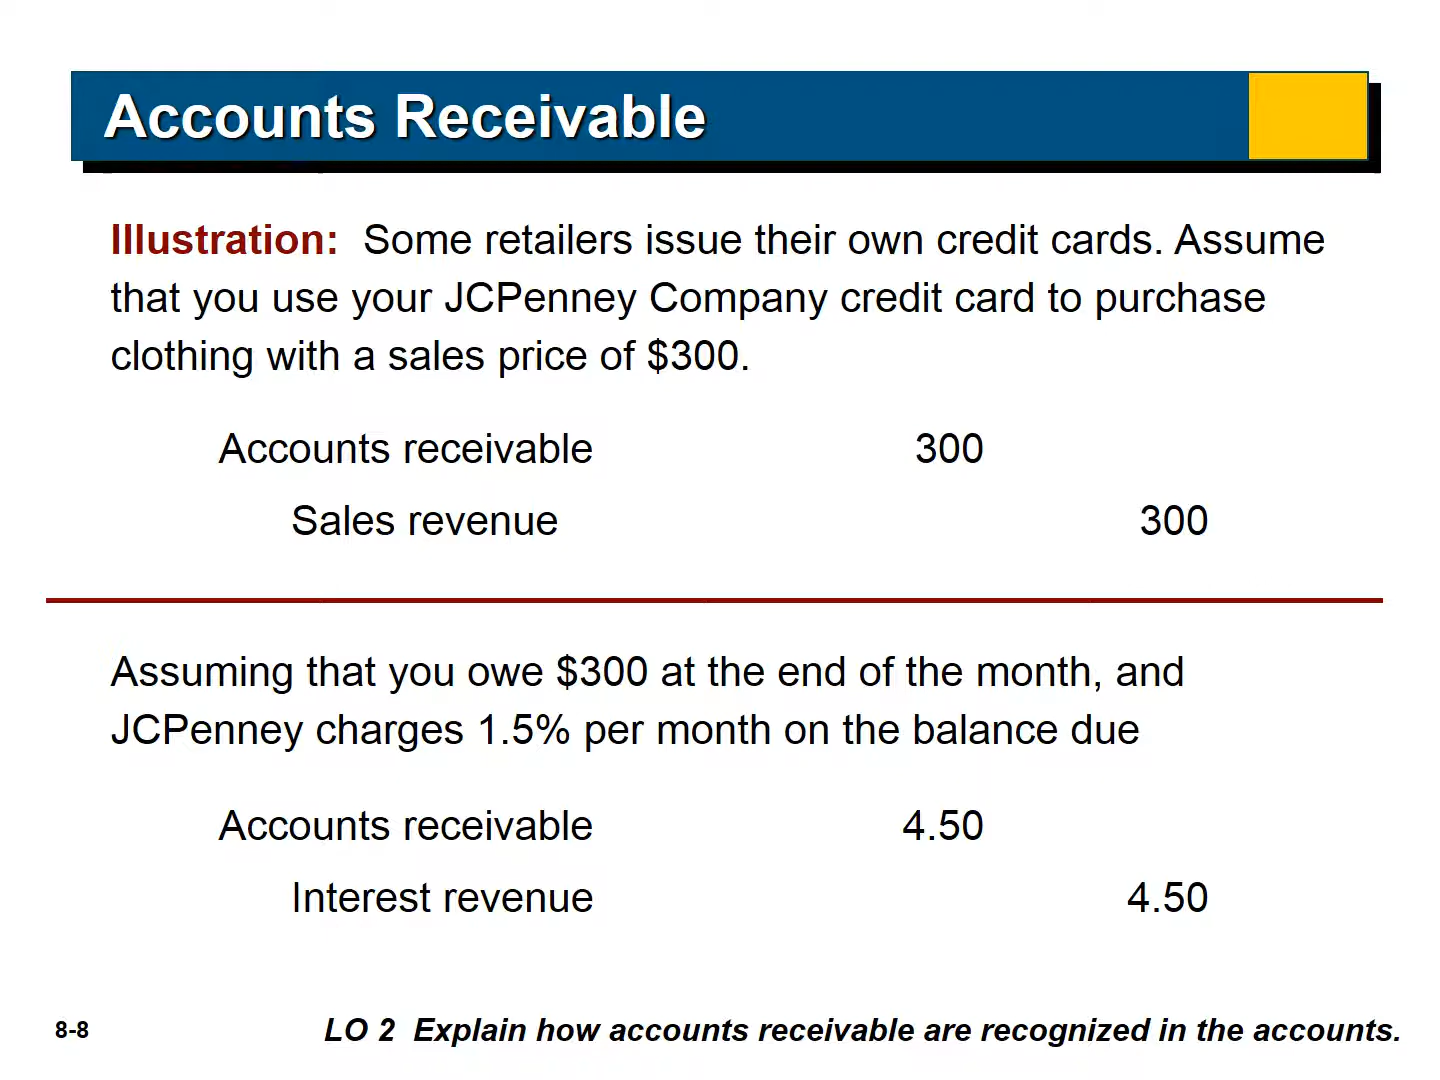 Accounts Receivable
Illustration: Some retailers issue their own credit cards. Assume
that you use your JCPenney Company credit card to purchase
clothing with a sales price of $300.
Accounts receivable 300
Sales revenue 300
Assuming that you owe $300 at the end of the month, and
JCPenney charges 1.5% per month on the balance due
Accounts receivable 4.50
Interest revenue 4.50
8-8 LO 2 Explain how accounts receivable are recognized in the accounts.